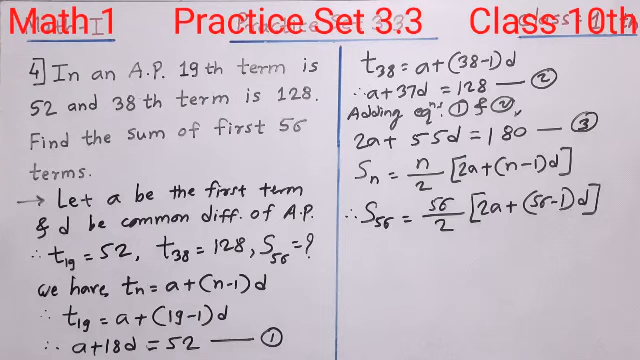 Math 1 Practice Set 3.3 Class 10th
4] In an A.P. 19th term is
52 and 38th term is 128.
Find the sum of first 56
terms.
→ Let a be the first term
& d be common diff. of A.P.
∴ t₁₉ = 52, t₃₈ = 128, S₅₆ = ?
we have, tn = a + (n-1)d
∴ t₁₉ = a + (19-1)d
∴ a + 18d = 52 — ①
t₃₈ = a + (38-1)d
∴ a + 37d = 128 — ②
Adding eqⁿˢ. ① & ②,
2a + 55d = 180 — ③
Sn = n/2 [2a + (n-1)d]
∴ S₅₆ = 56/2 [2a + (56-1)d]